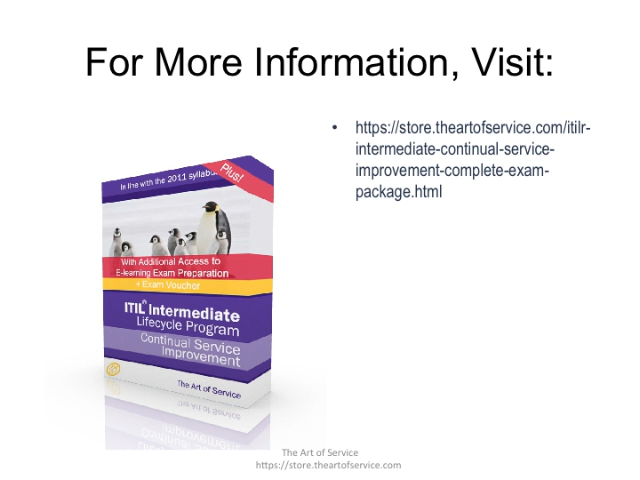 For More Information, Visit:
• https://store.theartofservice.com/itilr-
intermediate-continual-service-
improvement-complete-exam-
package.html
In line with the 2011 syllabus
Plus!
With Additional Access to
E-learning Exam Preparation
+ Exam Voucher
ITIL® Intermediate
Lifecycle Program
Continual Service
Improvement
The Art of Service
The Art of Service
https://store.theartofservice.com